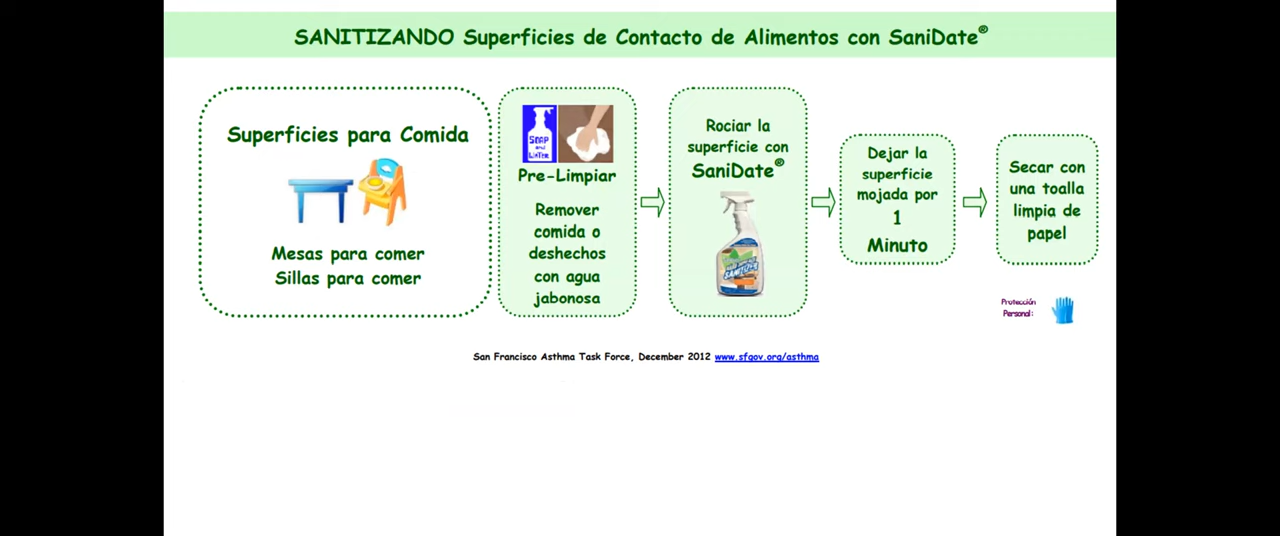 SANITIZANDO Superficies de Contacto de Alimentos con SaniDate®
Superficies para Comida
Mesas para comer
Sillas para comer
SOAP
and
WATER
Pre-Limpiar
Remover
comida o
deshechos
con agua
jabonosa
Rociar la
superficie con
SaniDate®
Dejar la
superficie
mojada por
1
Minuto
Secar con
una toalla
limpia de
papel
Protección
Personal:
San Francisco Asthma Task Force, December 2012 www.sfgov.org/asthma